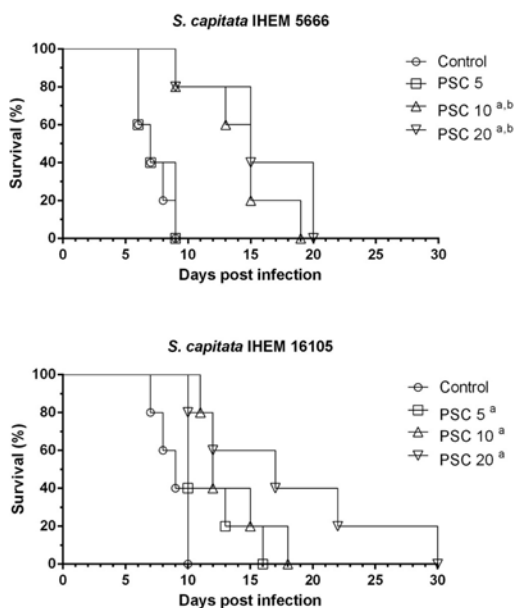 S. capitata IHEM 5666
Survival (%)
100
80
60
40
20
0
0 5 10 15 20 25 30
Days post infection
Control
PSC 5
PSC 10 a,b
PSC 20 a,b
S. capitata IHEM 16105
Survival (%)
100
80
60
40
20
0
0 5 10 15 20 25 30
Days post infection
Control
PSC 5 a
PSC 10 a
PSC 20 a